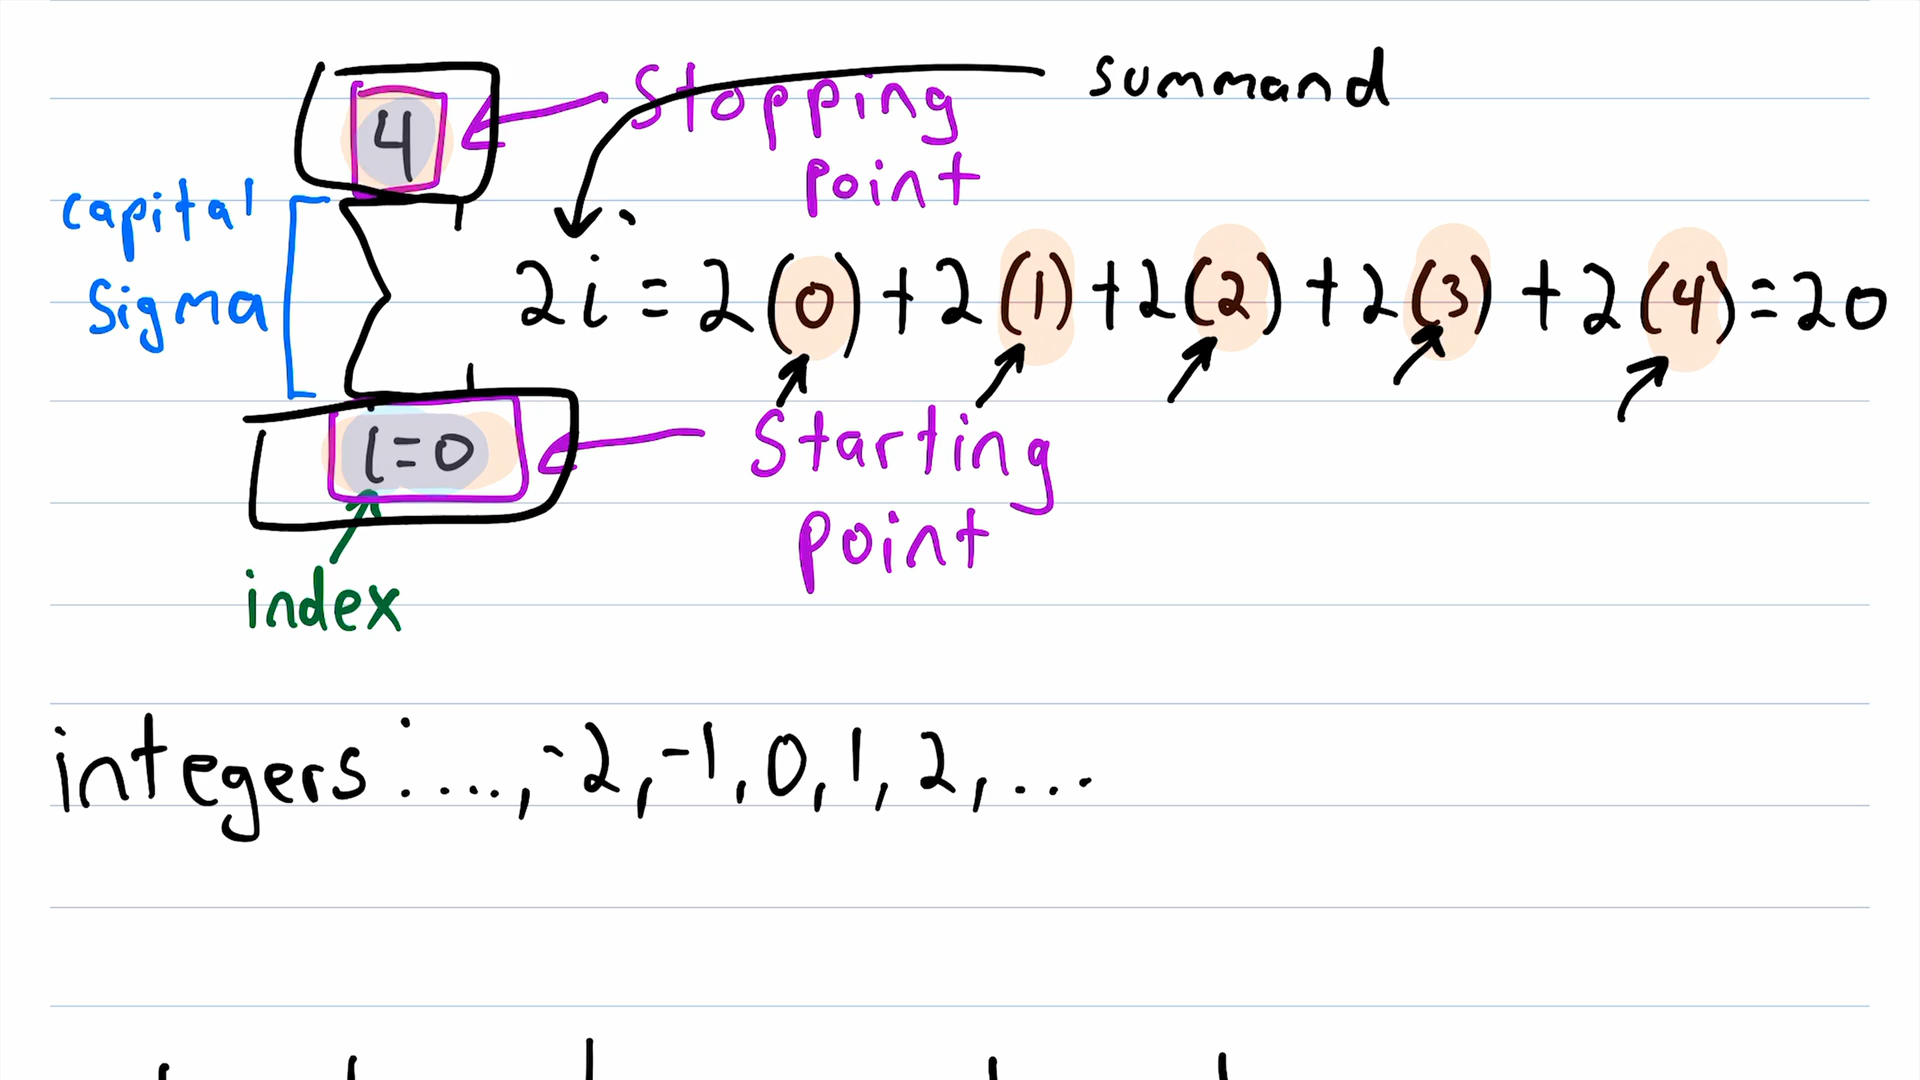 summand
4
Stopping
point
capital
Sigma
Σ 2i = 2(0) + 2(1) + 2(2) + 2(3) + 2(4) = 20
i=0
Starting
point
index
integers : ...., -2, -1, 0, 1, 2, ...